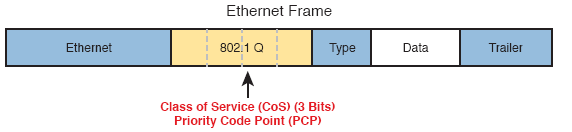 Ethernet Frame
Ethernet 802.1 Q Type Data Trailer
Class of Service (CoS) (3 Bits)
Priority Code Point (PCP)